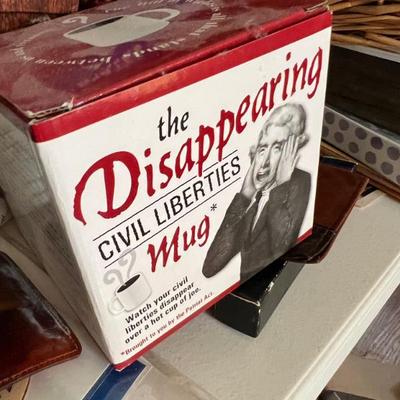 the
Disappearing
CIVIL LIBERTIES
Mug*
Watch your civil
liberties disappear
over a hot cup of joe.
*Brought to you by the Patriot Act.